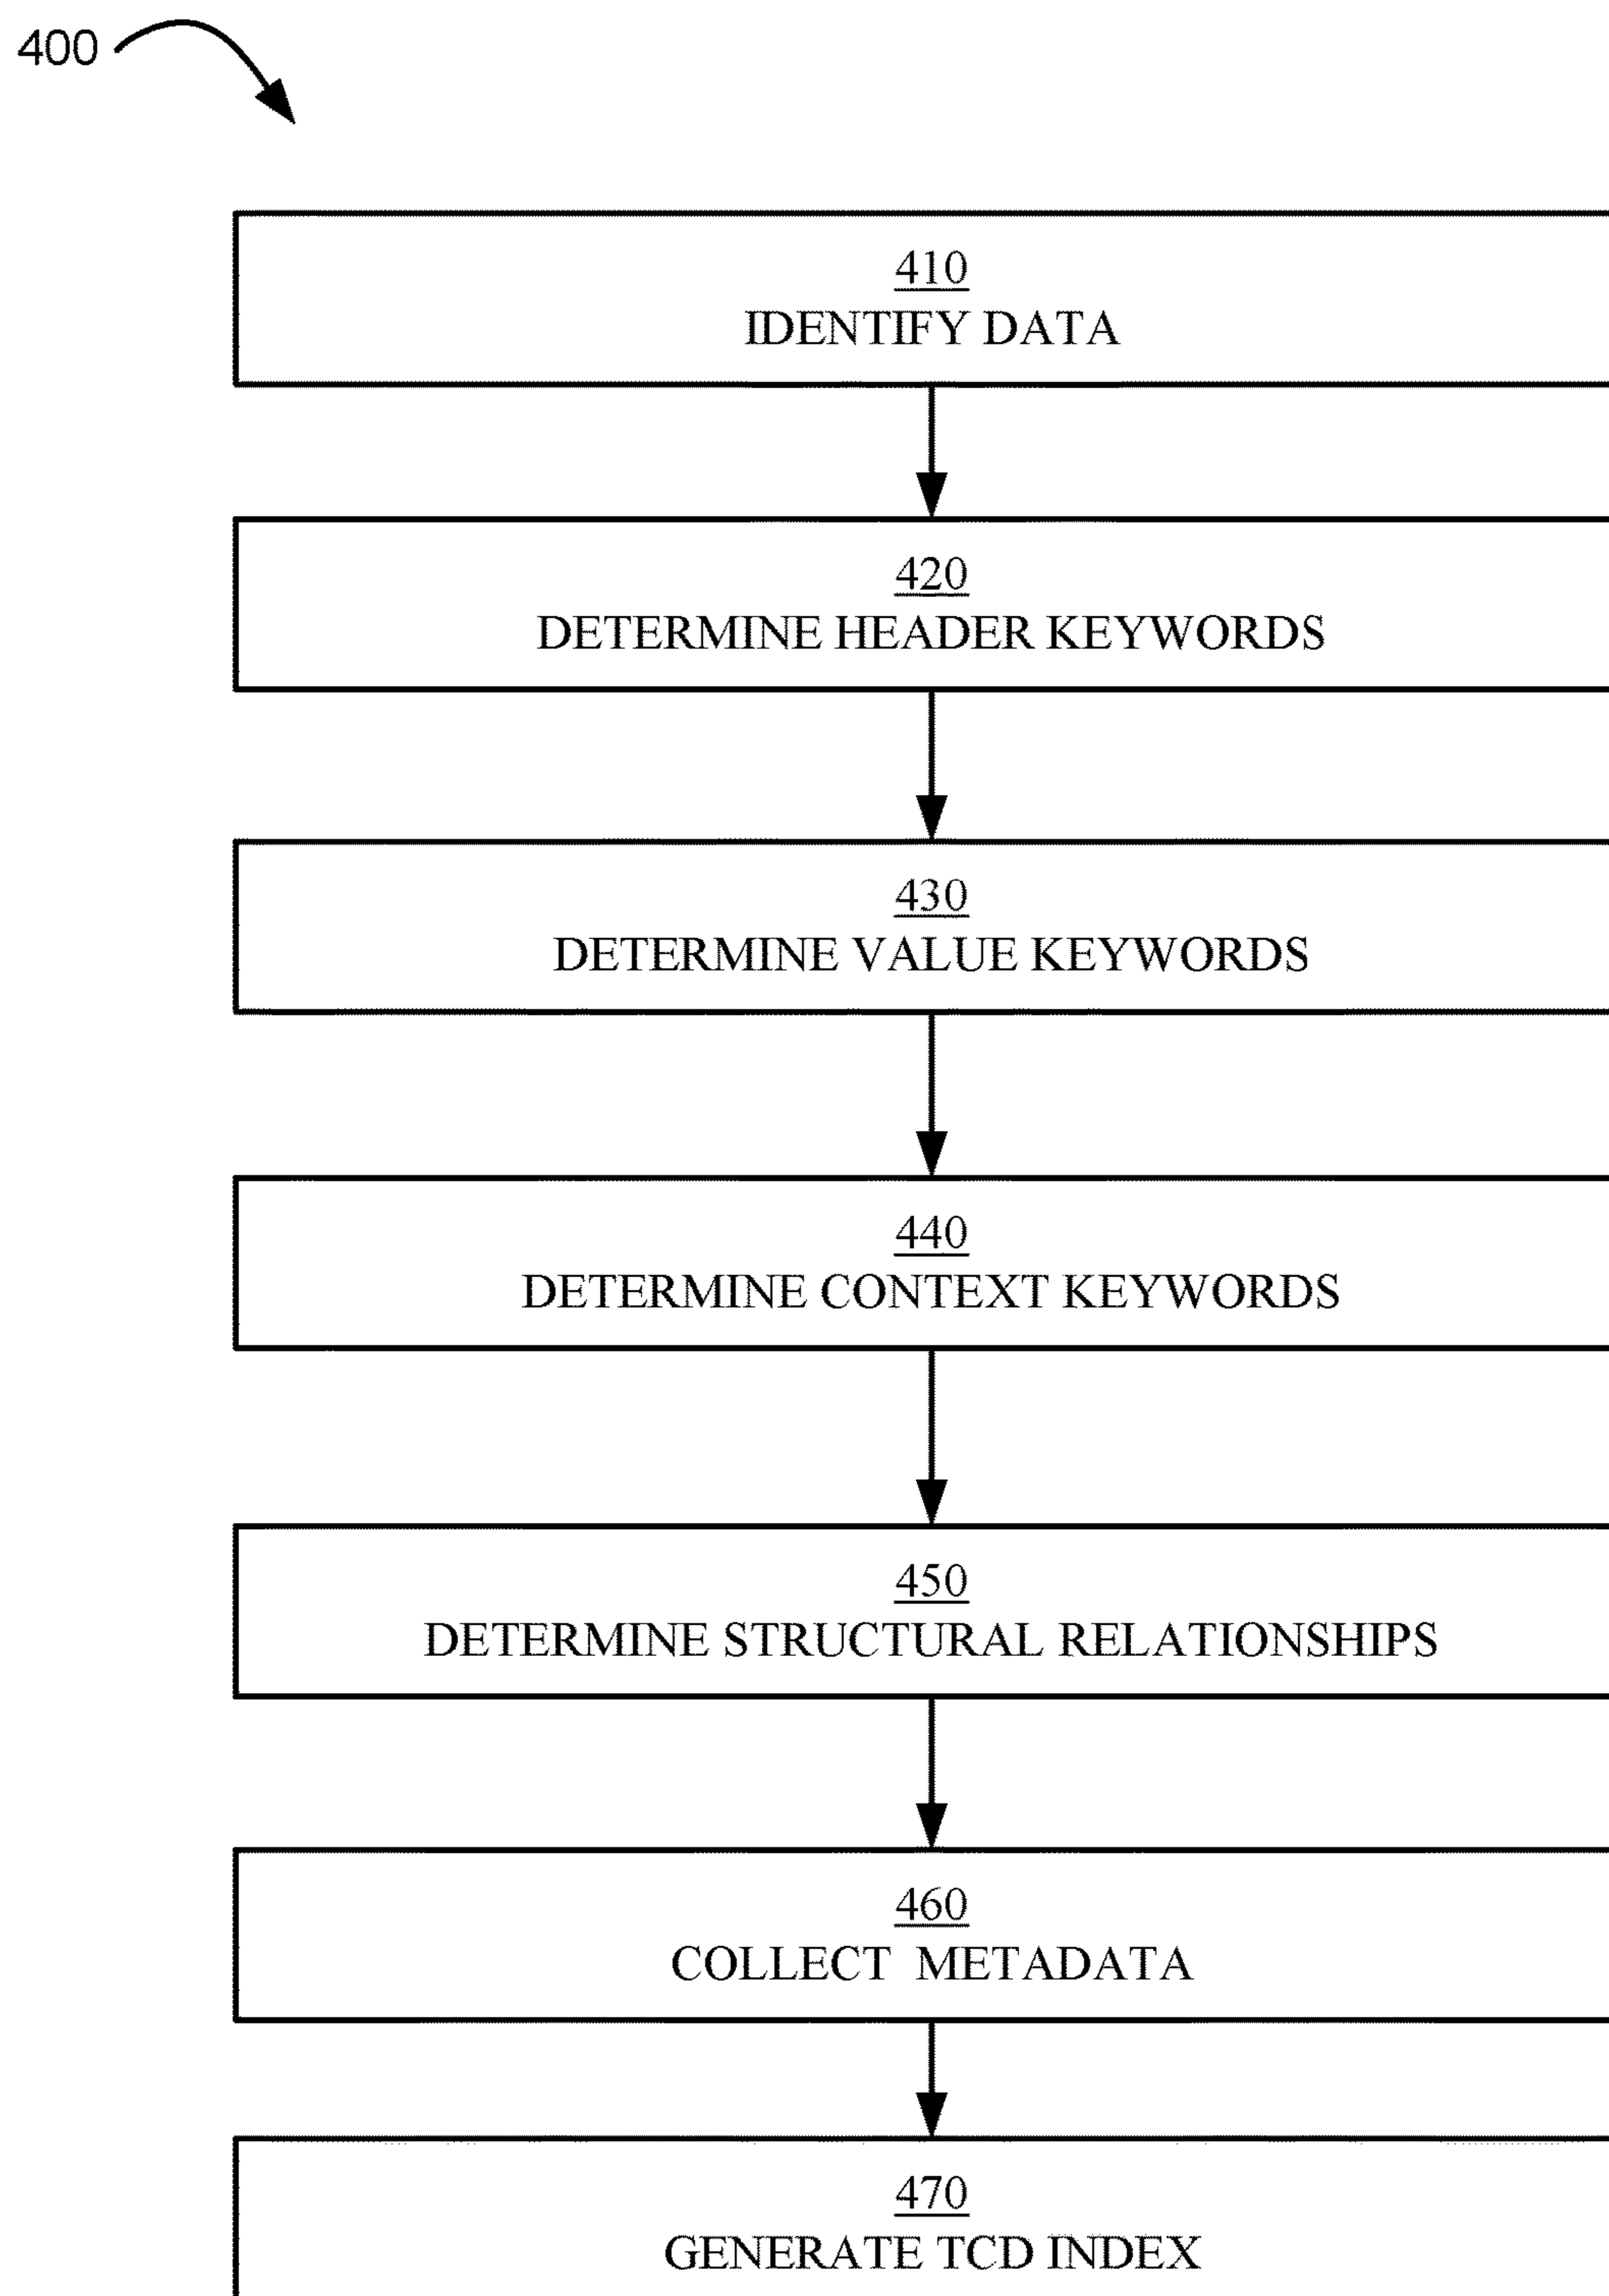 400
410
IDENTIFY DATA
420
DETERMINE HEADER KEYWORDS
430
DETERMINE VALUE KEYWORDS
440
DETERMINE CONTEXT KEYWORDS
450
DETERMINE STRUCTURAL RELATIONSHIPS
460
COLLECT METADATA
470
GENERATE TCD INDEX